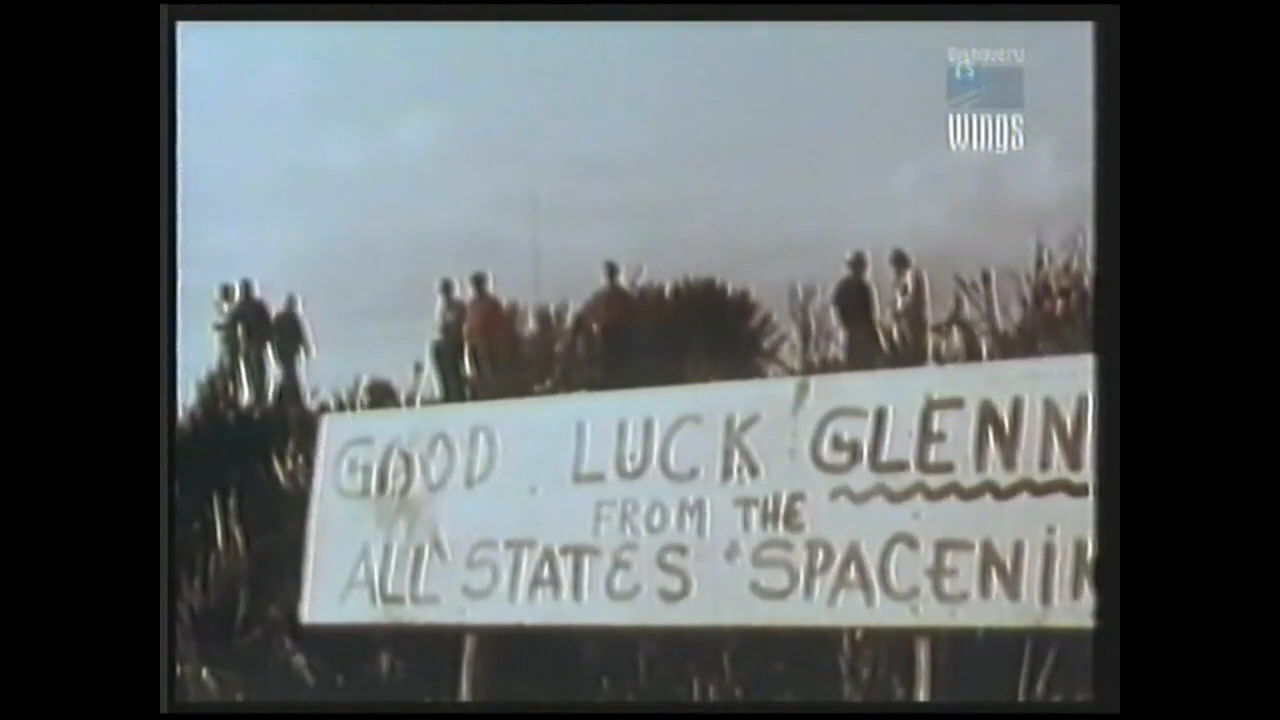 Discovery
wings
GOOD LUCK GLENN
FROM THE
ALL STATES SPACENI